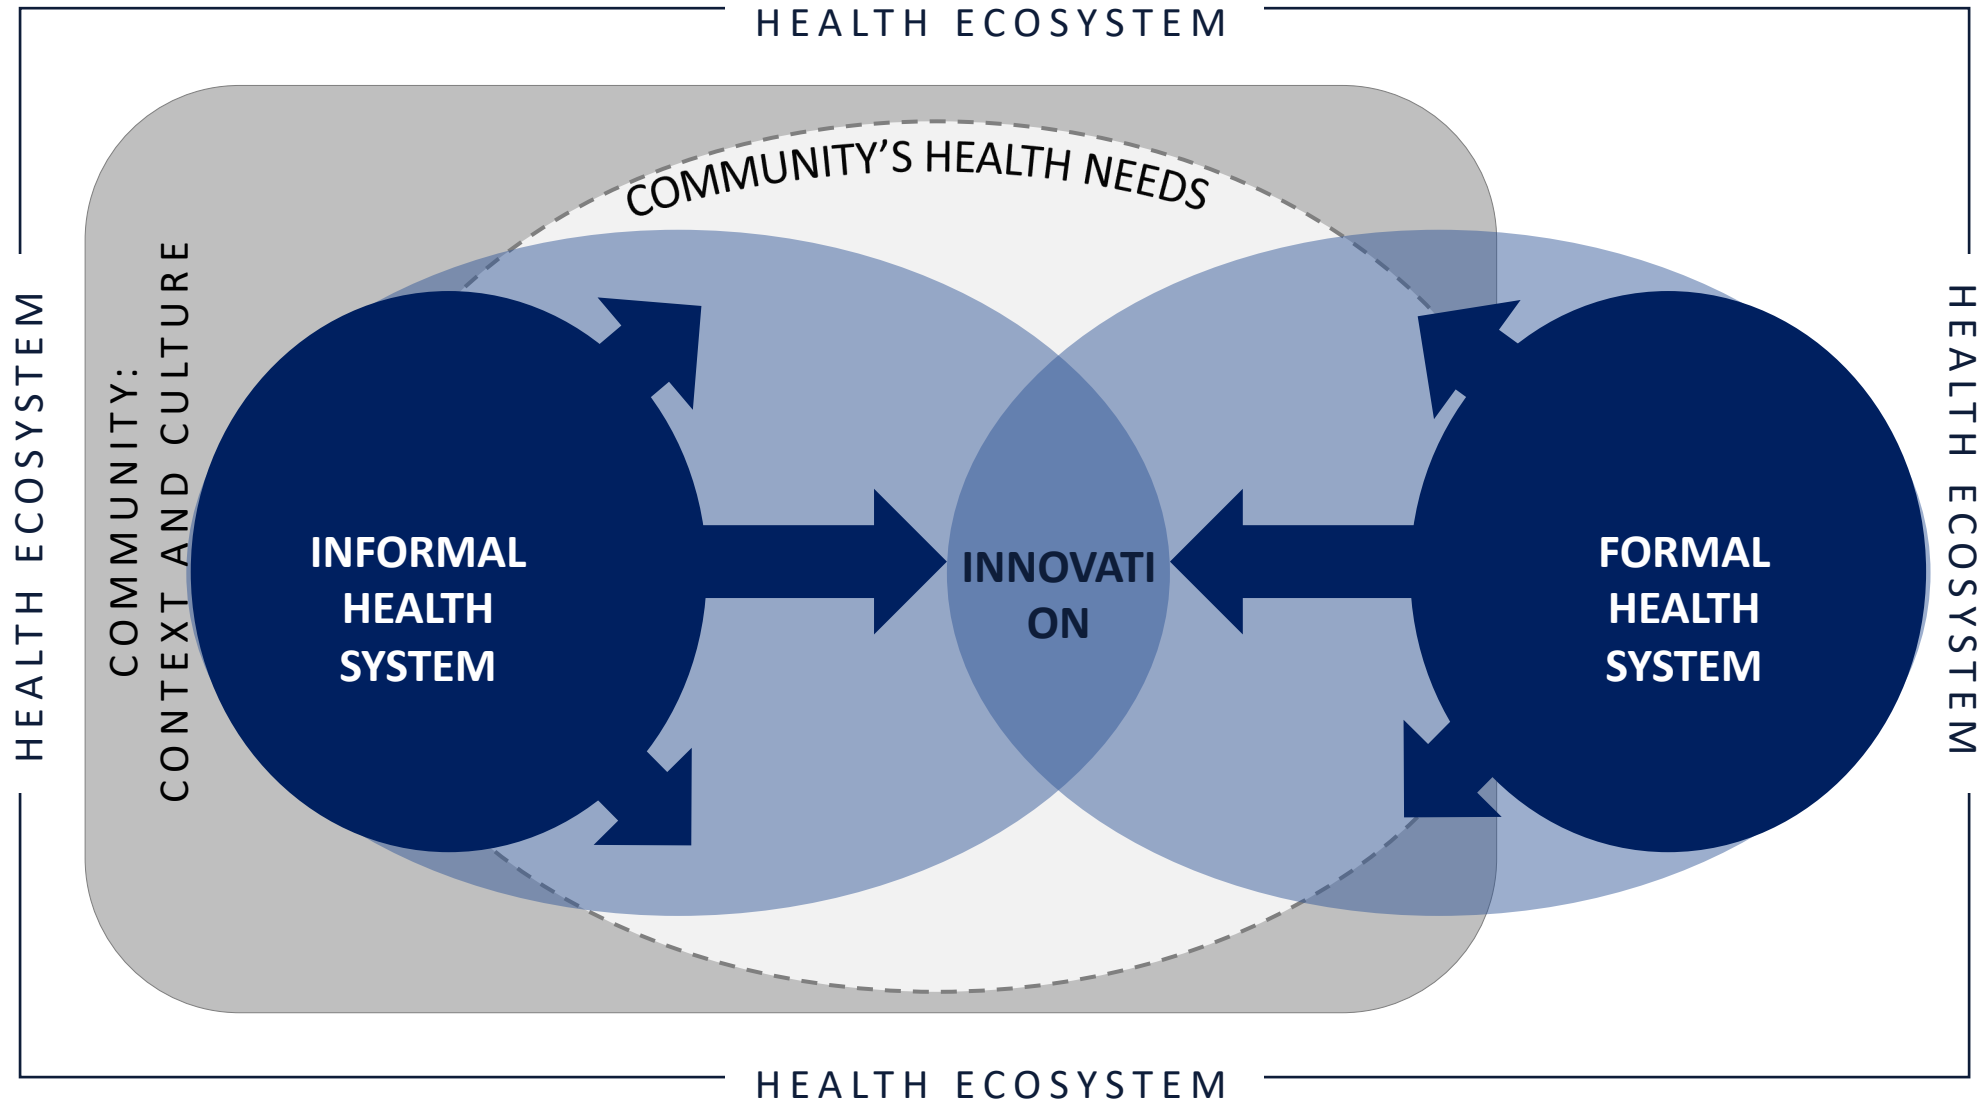 HEALTH ECOSYSTEM
COMMUNITY’S HEALTH NEEDS
HEALTH ECOSYSTEM
COMMUNITY:
CONTEXT AND CULTURE
INFORMAL
HEALTH
SYSTEM
INNOVATI
ON
FORMAL
HEALTH
SYSTEM
HEALTH ECOSYSTEM
HEALTH ECOSYSTEM